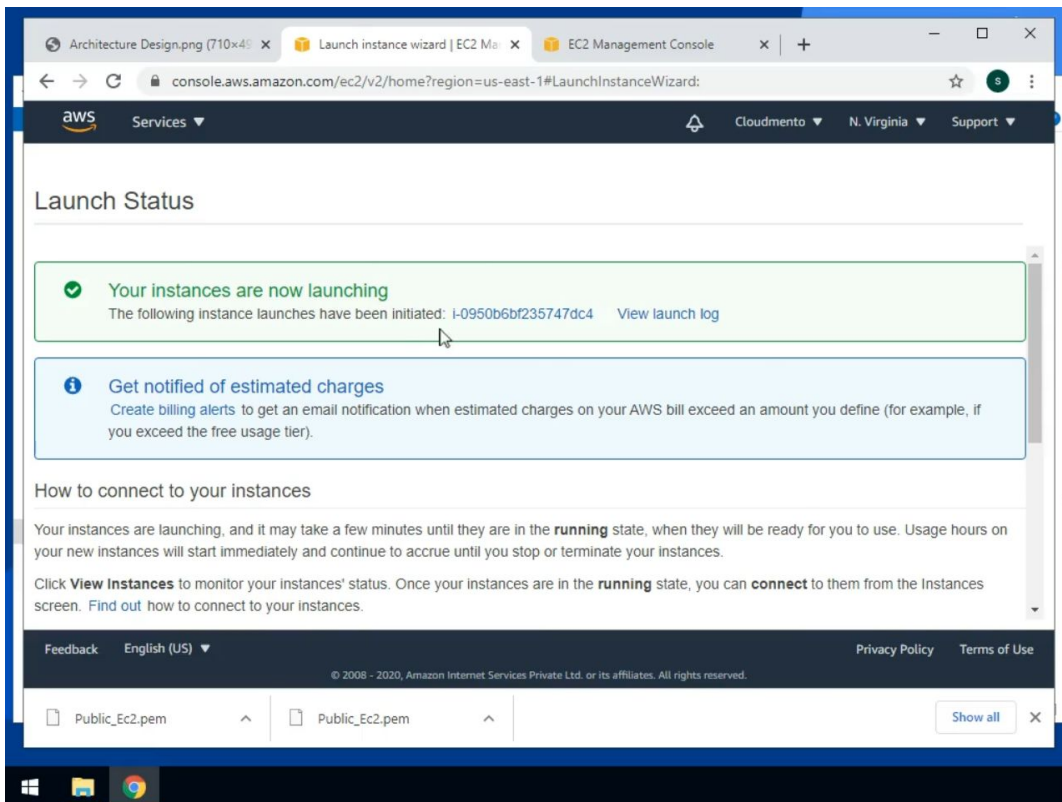 Architecture Design.png (710×49
Launch instance wizard | EC2 Ma
EC2 Management Console
console.aws.amazon.com/ec2/v2/home?region=us-east-1#LaunchInstanceWizard:
S
aws Services Cloudmento N. Virginia Support
Launch Status
Your instances are now launching
The following instance launches have been initiated: i-0950b6bf235747dc4 View launch log
Get notified of estimated charges
Create billing alerts to get an email notification when estimated charges on your AWS bill exceed an amount you define (for example, if
you exceed the free usage tier).
How to connect to your instances
Your instances are launching, and it may take a few minutes until they are in the running state, when they will be ready for you to use. Usage hours on
your new instances will start immediately and continue to accrue until you stop or terminate your instances.
Click View Instances to monitor your instances' status. Once your instances are in the running state, you can connect to them from the Instances
screen. Find out how to connect to your instances.
Feedback English (US) Privacy Policy Terms of Use
© 2008 - 2020, Amazon Internet Services Private Ltd. or its affiliates. All rights reserved.
Public_Ec2.pem Public_Ec2.pem Show all